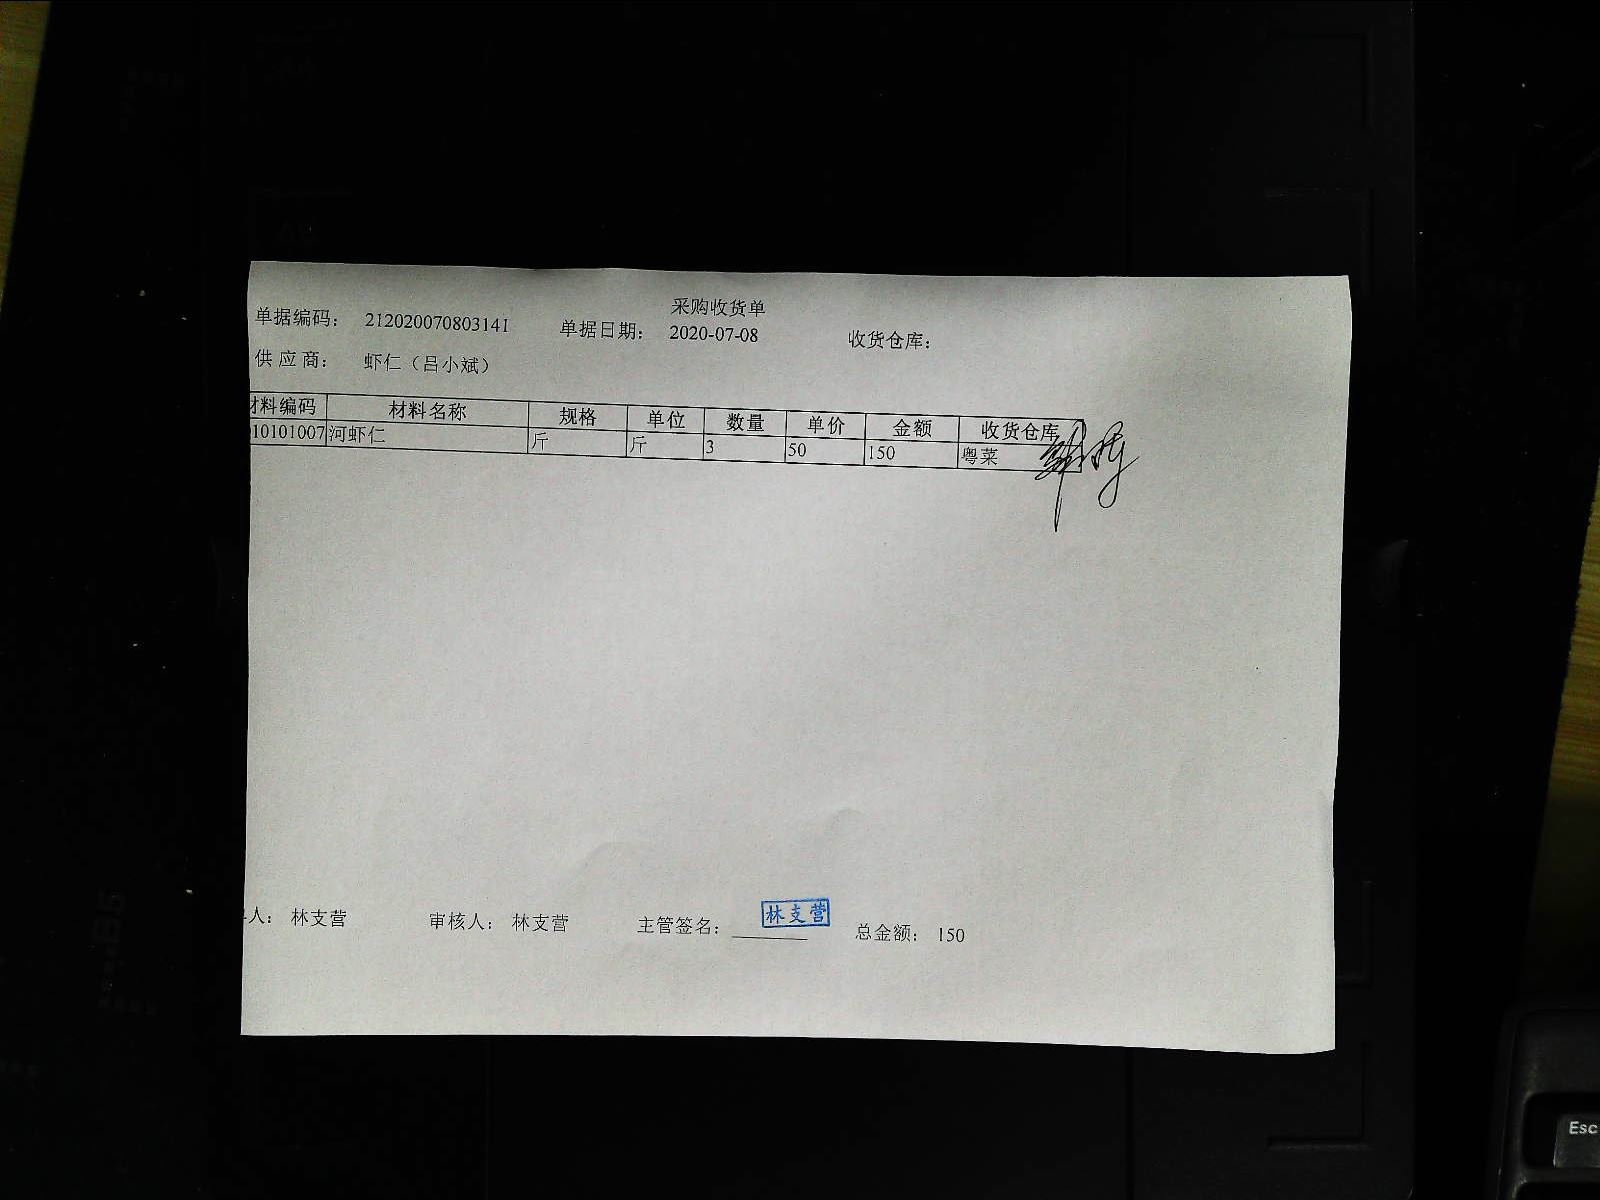 采购收货单
单据编码： 212020070803141 单据日期： 2020-07-08 收货仓库：
供 应 商： 虾仁（吕小斌）
材料编码 材料名称 规格 单位 数量 单价 金额 收货仓库
10101007 河虾仁 斤 斤 3 50 150 粤菜
人： 林支营 审核人： 林支营 主管签名： 林支营 总金额： 150
Esc